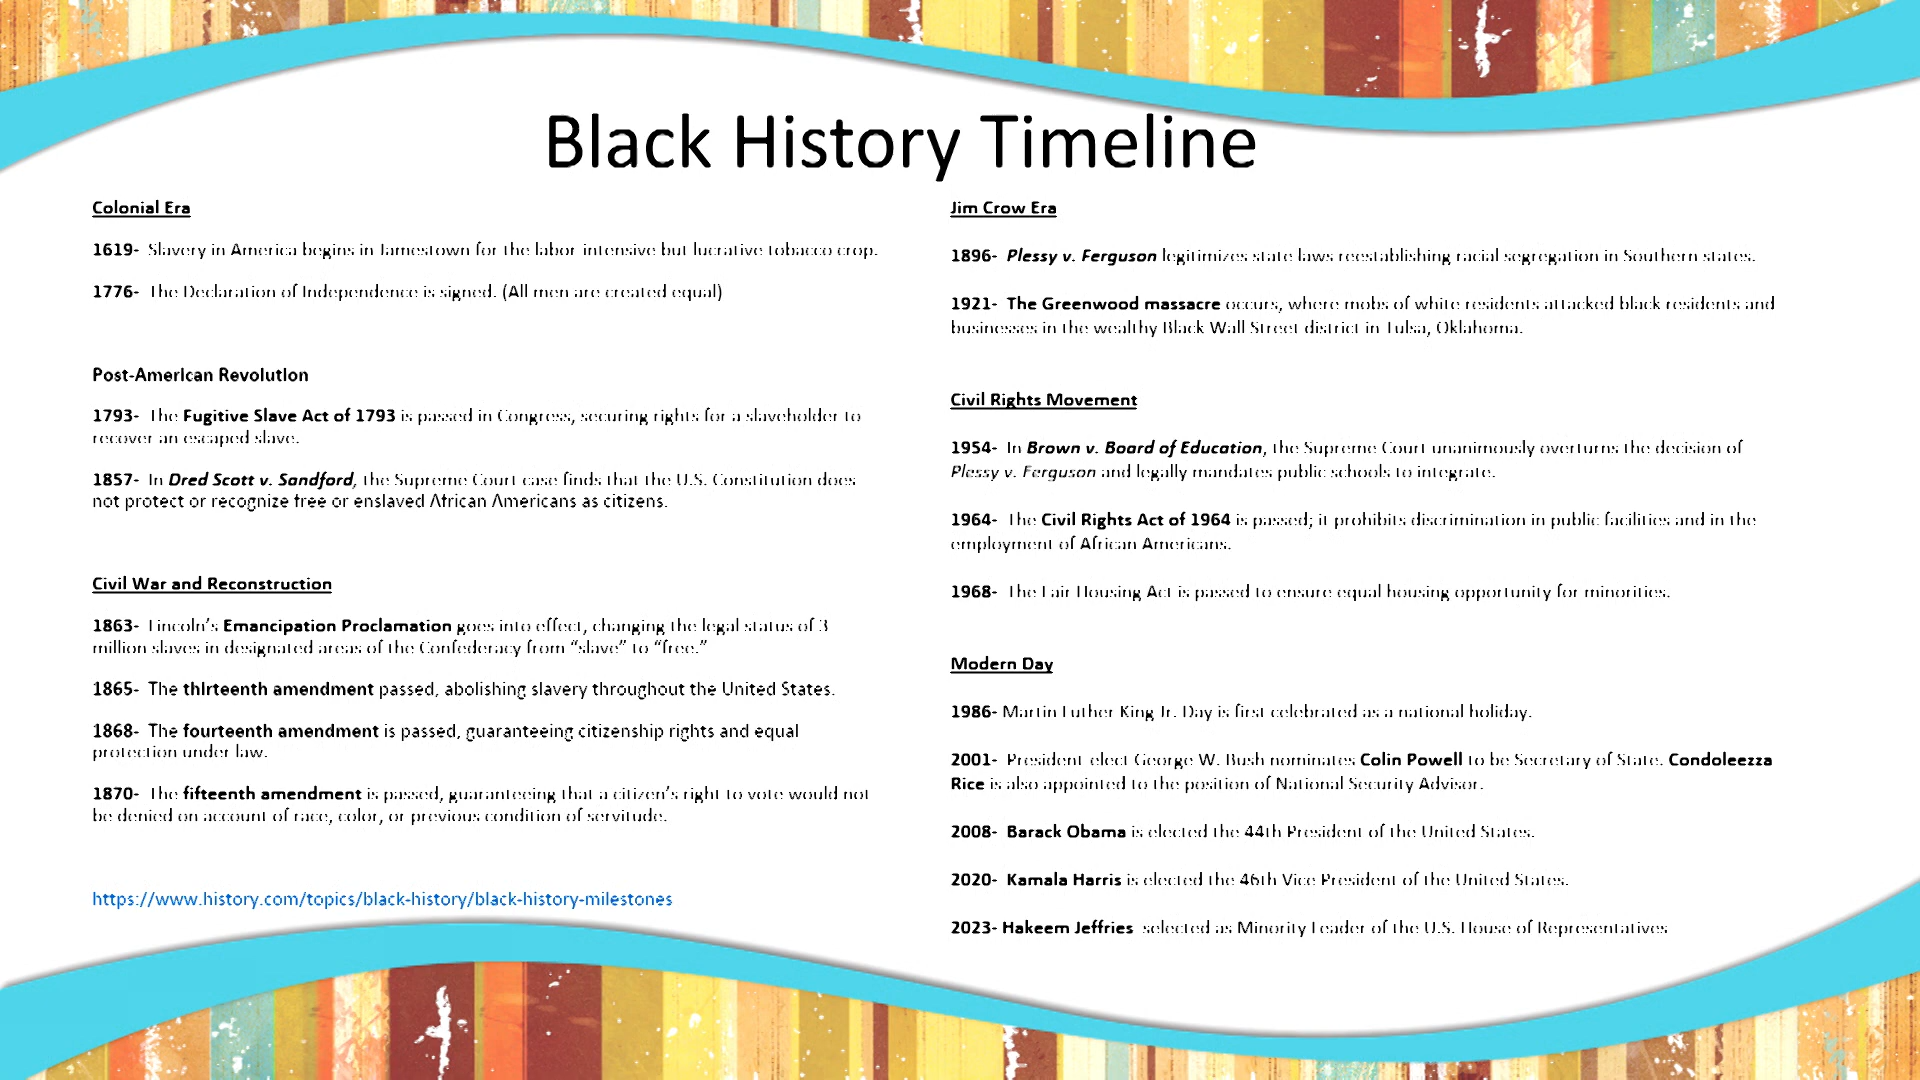 Black History Timeline
Colonial Era
1619- Slavery in America begins in Jamestown for the labor-intensive but lucrative tobacco crop.
1776- The Declaration of Independence is signed. (All men are created equal)
Post-American Revolution
1793- The Fugitive Slave Act of 1793 is passed in Congress, securing rights for a slaveholder to
recover an escaped slave.
1857- In Dred Scott v. Sandford, the Supreme Court case finds that the U.S. Constitution does
not protect or recognize free or enslaved African Americans as citizens.
Civil War and Reconstruction
1863- Lincoln's Emancipation Proclamation goes into effect, changing the legal status of 3
million slaves in designated areas of the Confederacy from “slave” to “free.”
1865- The thirteenth amendment passed, abolishing slavery throughout the United States.
1868- The fourteenth amendment is passed, guaranteeing citizenship rights and equal
protection under law.
1870- The fifteenth amendment is passed, guaranteeing that a citizen's right to vote would not
be denied on account of race, color, or previous condition of servitude.
https://www.history.com/topics/black-history/black-history-milestones
Jim Crow Era
1896- Plessy v. Ferguson legitimizes state laws reestablishing racial segregation in Southern states.
1921- The Greenwood massacre occurs, where mobs of white residents attacked black residents and
businesses in the wealthy Black Wall Street district in Tulsa, Oklahoma.
Civil Rights Movement
1954- In Brown v. Board of Education, the Supreme Court unanimously overturns the decision of
Plessy v. Ferguson and legally mandates public schools to integrate.
1964- The Civil Rights Act of 1964 is passed; it prohibits discrimination in public facilities and in the
employment of African Americans.
1968- The Fair Housing Act is passed to ensure equal housing opportunity for minorities.
Modern Day
1986- Martin Luther King Jr. Day is first celebrated as a national holiday.
2001- President-elect George W. Bush nominates Colin Powell to be Secretary of State. Condoleezza
Rice is also appointed to the position of National Security Advisor.
2008- Barack Obama is elected the 44th President of the United States.
2020- Kamala Harris is elected the 46th Vice President of the United States.
2023- Hakeem Jeffries selected as Minority Leader of the U.S. House of Representatives